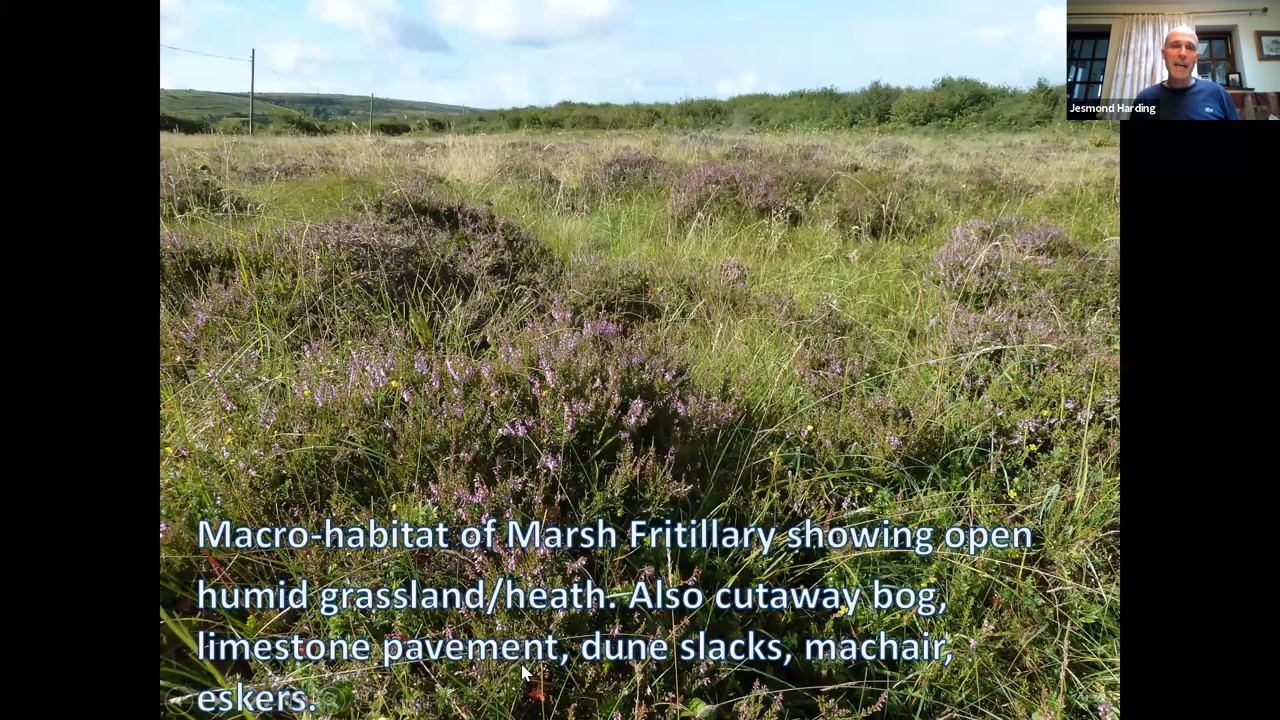 Jesmond Harding
Macro-habitat of Marsh Fritillary showing open
humid grassland/heath. Also cutaway bog,
limestone pavement, dune slacks, machair,
eskers.